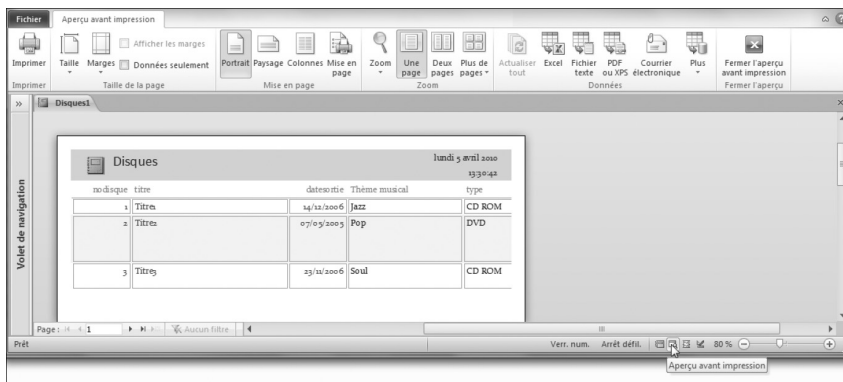 Fichier Aperçu avant impression
Afficher les marges
Données seulement
Imprimer Taille Marges Portrait Paysage Colonnes Mise en page Zoom Une page Deux pages Plus de pages Actualiser tout Excel Fichier texte PDF ou XPS Courrier électronique Plus Fermer l'aperçu avant impression
Imprimer Taille de la page Mise en page Zoom Données Fermer l'aperçu
Disques1
Volet de navigation
Disques lundi 5 avril 2010
13:30:42
nodisque titre datesortie Thème musical type
1 Titre1 14/12/2006 Jazz CD ROM
2 Titre2 07/05/2005 Pop DVD
3 Titre3 23/11/2006 Soul CD ROM
Page : 1 Aucun filtre
Prêt Verr. num. Arrêt défil. 80 %
Aperçu avant impression